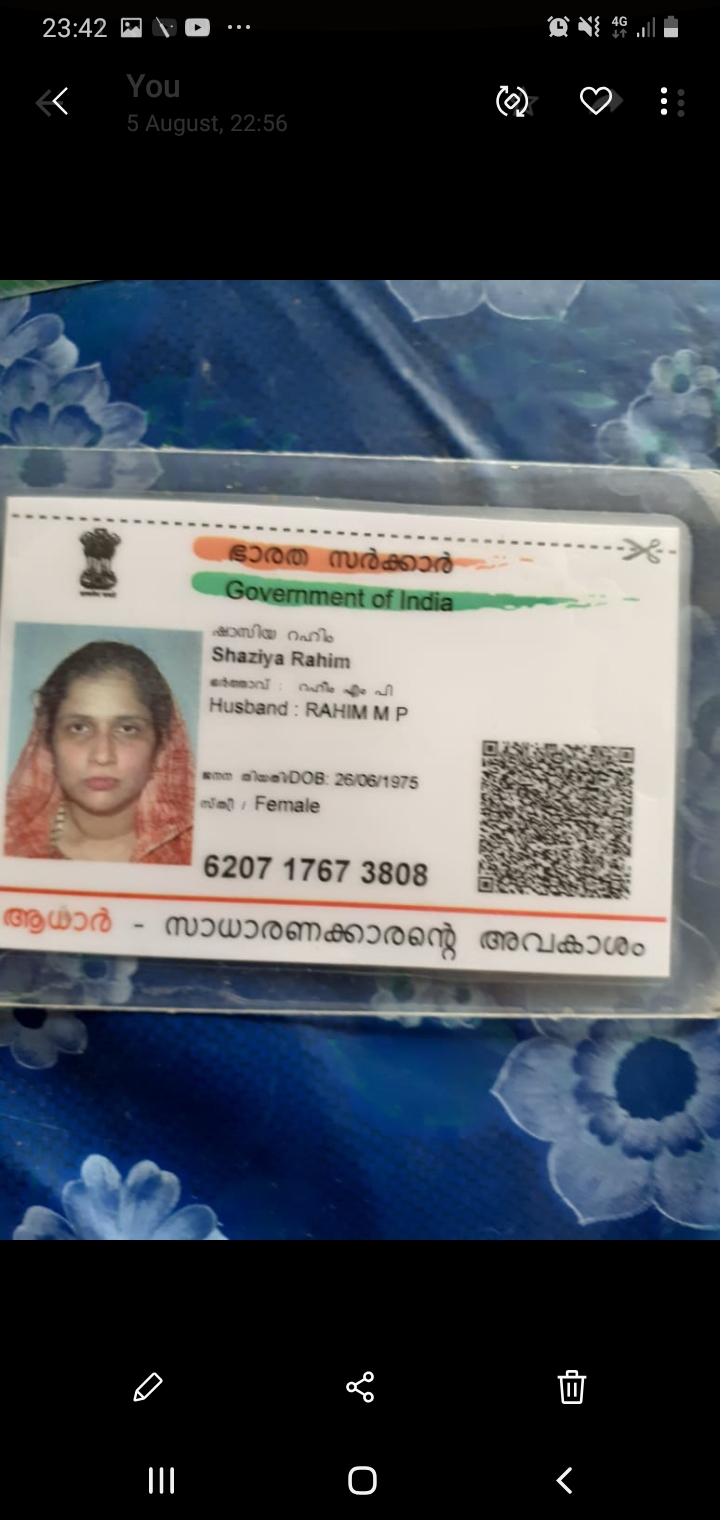 23:42
4G
You
5 August, 22:56
ഭാരത സർക്കാർ
Government of India
ഷാസിയ റഹിം
Shaziya Rahim
ഭർത്താവ് : റഹീം എം പി
Husband : RAHIM M P
ജനന തിയതി/DOB: 26/06/1975
സ്ത്രീ / Female
6207 1767 3808
ആധാർ - സാധാരണക്കാരന്റെ അവകാശം